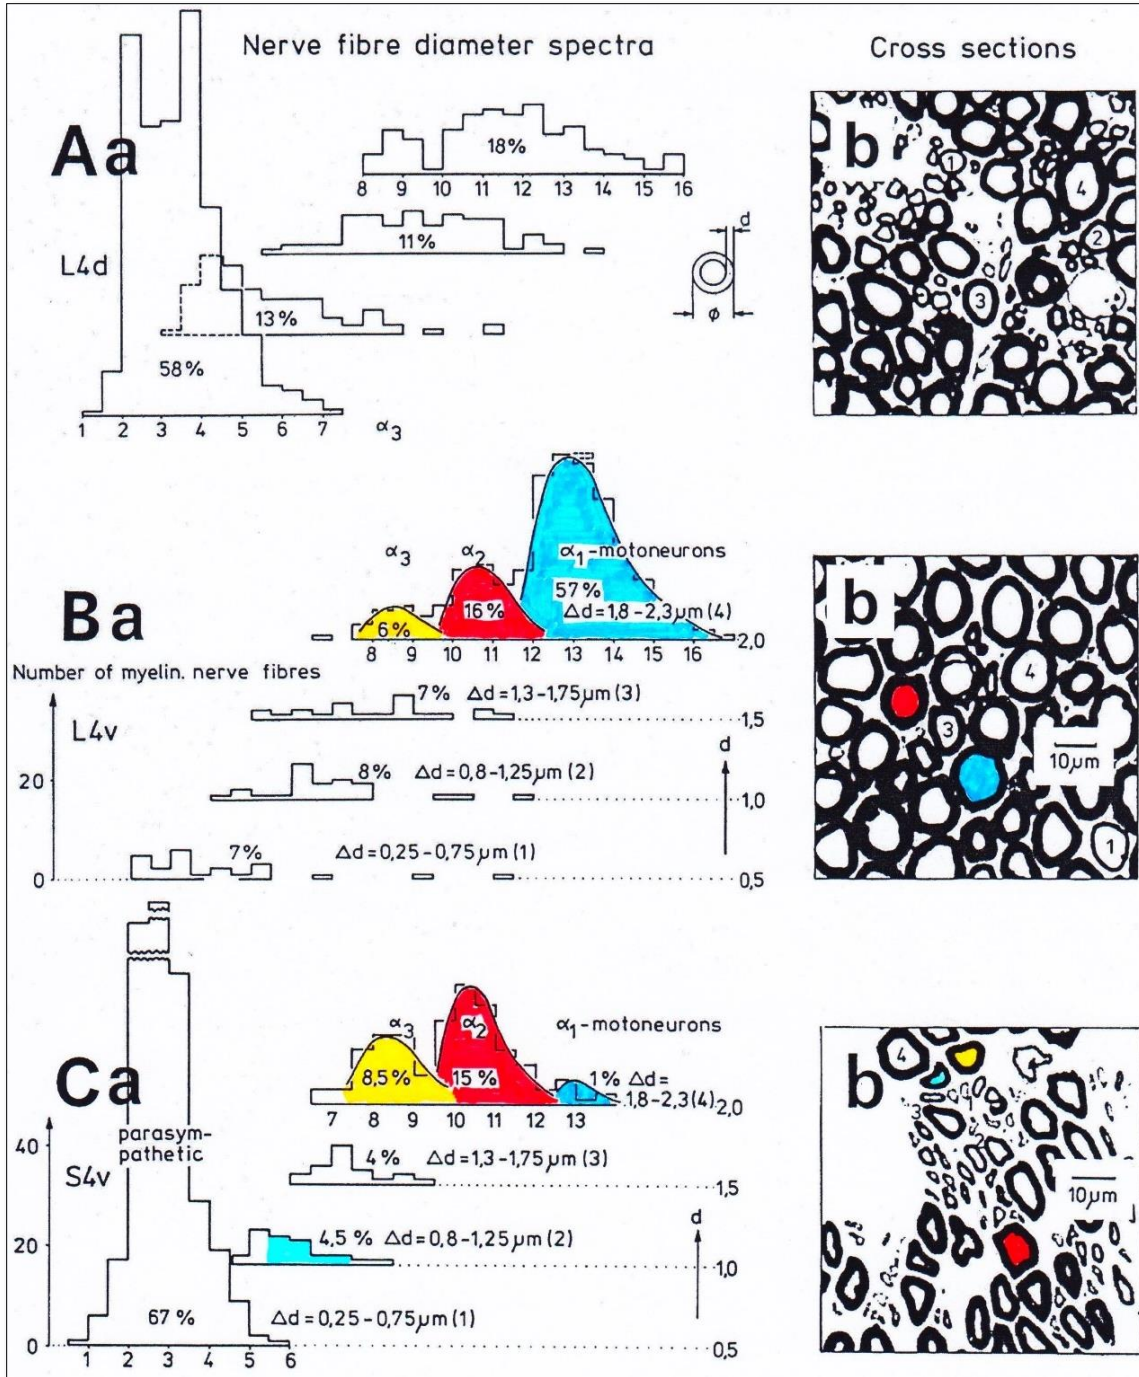 Nerve fibre diameter spectra
Cross sections
Aa
18%
8 9 10 11 12 13 14 15 16
L4d
11%
d
ϕ
13%
58%
1 2 3 4 5 6 7
α3
b
1
4
2
3
Ba
α3
α2
α1-motoneurons
57%
16%
Δd=1,8-2,3μm(4)
6%
2,0
8 9 10 11 12 13 14 15 16
Number of myelin. nerve fibres
7% Δd=1,3-1,75μm(3)
1,5
L4v
d
20
8% Δd=0,8-1,25μm(2)
1,0
7% Δd=0,25-0,75μm(1)
0
0,5
b
4
3
10μm
1
Ca
α3
α2
α1-motoneurons
8,5%
15%
1% Δd=
1,8-2,3(4)
2,0
7 8 9 10 11 12 13
parasym-
pathetic
40
4% Δd=1,3-1,75μm(3)
S4v
1,5
d
20
4,5% Δd=0,8-1,25μm(2)
1,0
67% Δd=0,25-0,75μm(1)
0
0,5
1 2 3 4 5 6
b
4
1
3
2
10μm